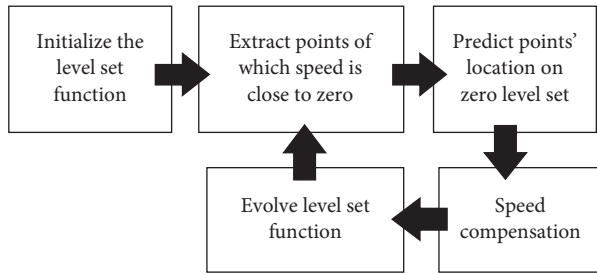 Initialize the
level set
function
Extract points of
which speed is
close to zero
Predict points’
location on
zero level set
Evolve level set
function
Speed
compensation